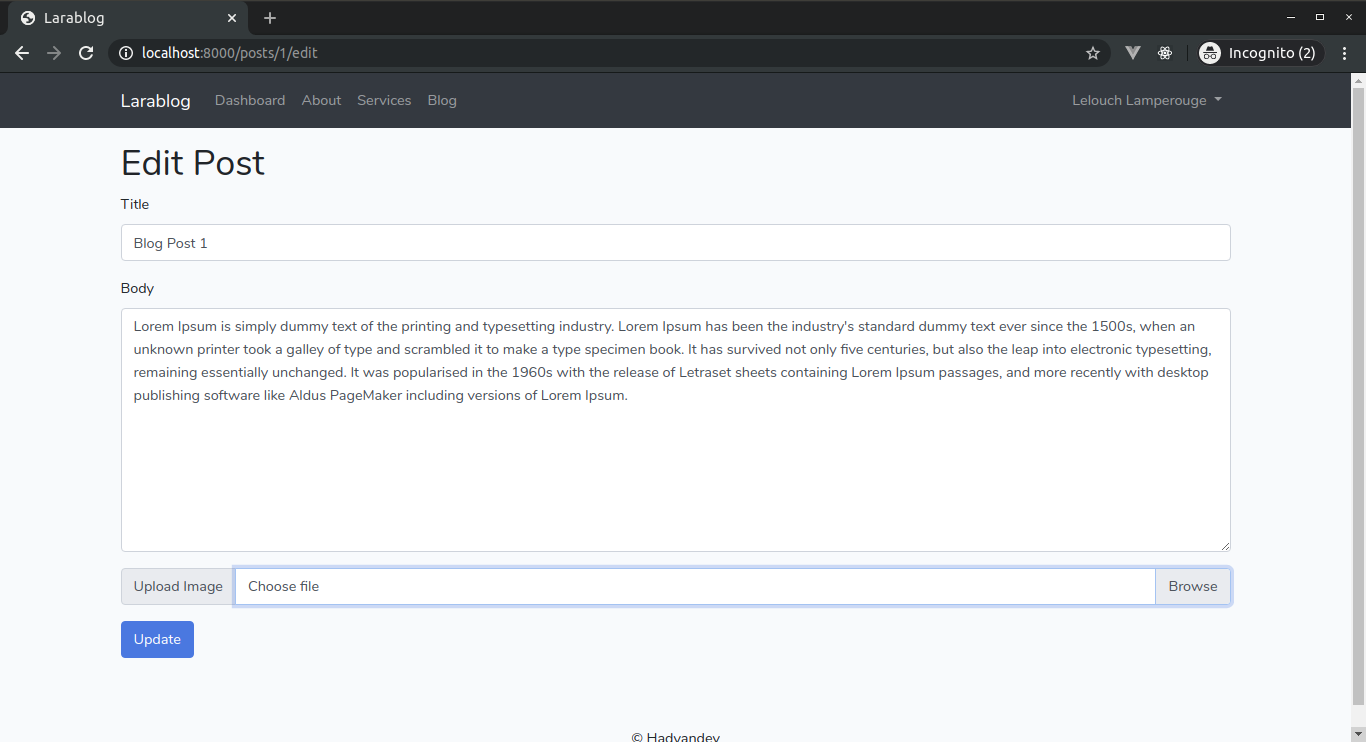 Larablog
localhost:8000/posts/1/edit
Incognito (2)
Larablog Dashboard About Services Blog Lelouch Lamperouge
Edit Post
Title
Blog Post 1
Body
Lorem Ipsum is simply dummy text of the printing and typesetting industry. Lorem Ipsum has been the industry's standard dummy text ever since the 1500s, when an
unknown printer took a galley of type and scrambled it to make a type specimen book. It has survived not only five centuries, but also the leap into electronic typesetting,
remaining essentially unchanged. It was popularised in the 1960s with the release of Letraset sheets containing Lorem Ipsum passages, and more recently with desktop
publishing software like Aldus PageMaker including versions of Lorem Ipsum.
Upload Image Choose file Browse
Update
© Hadyandev